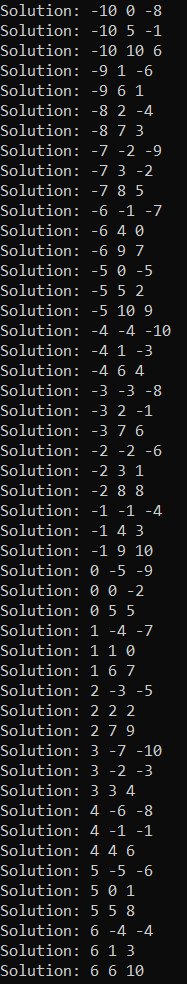 Solution: -10 0 -8
Solution: -10 5 -1
Solution: -10 10 6
Solution: -9 1 -6
Solution: -9 6 1
Solution: -8 2 -4
Solution: -8 7 3
Solution: -7 -2 -9
Solution: -7 3 -2
Solution: -7 8 5
Solution: -6 -1 -7
Solution: -6 4 0
Solution: -6 9 7
Solution: -5 0 -5
Solution: -5 5 2
Solution: -5 10 9
Solution: -4 -4 -10
Solution: -4 1 -3
Solution: -4 6 4
Solution: -3 -3 -8
Solution: -3 2 -1
Solution: -3 7 6
Solution: -2 -2 -6
Solution: -2 3 1
Solution: -2 8 8
Solution: -1 -1 -4
Solution: -1 4 3
Solution: -1 9 10
Solution: 0 -5 -9
Solution: 0 0 -2
Solution: 0 5 5
Solution: 1 -4 -7
Solution: 1 1 0
Solution: 1 6 7
Solution: 2 -3 -5
Solution: 2 2 2
Solution: 2 7 9
Solution: 3 -7 -10
Solution: 3 -2 -3
Solution: 3 3 4
Solution: 4 -6 -8
Solution: 4 -1 -1
Solution: 4 4 6
Solution: 5 -5 -6
Solution: 5 0 1
Solution: 5 5 8
Solution: 6 -4 -4
Solution: 6 1 3
Solution: 6 6 10